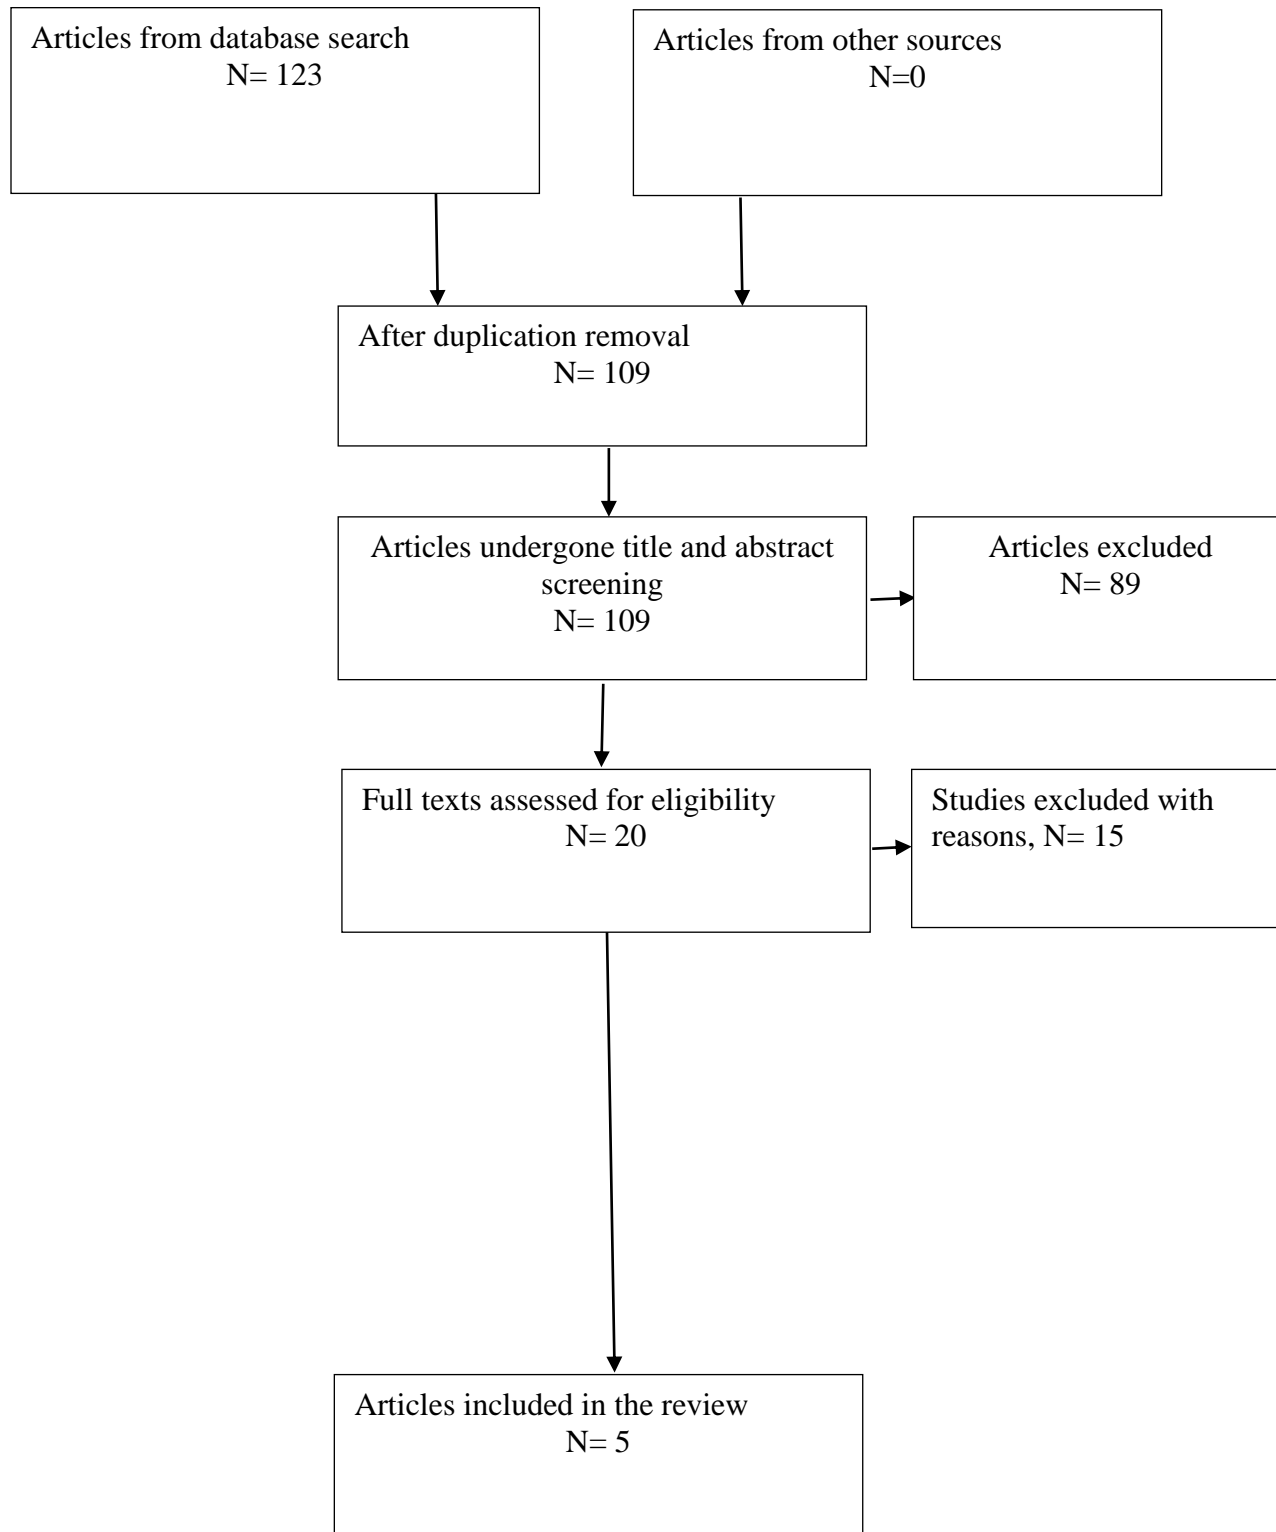 Articles from database search
N= 123
Articles from other sources
N=0
After duplication removal
N= 109
Articles undergone title and abstract
screening
N= 109
Articles excluded
N= 89
Full texts assessed for eligibility
N= 20
Studies excluded with
reasons, N= 15
Articles included in the review
N= 5